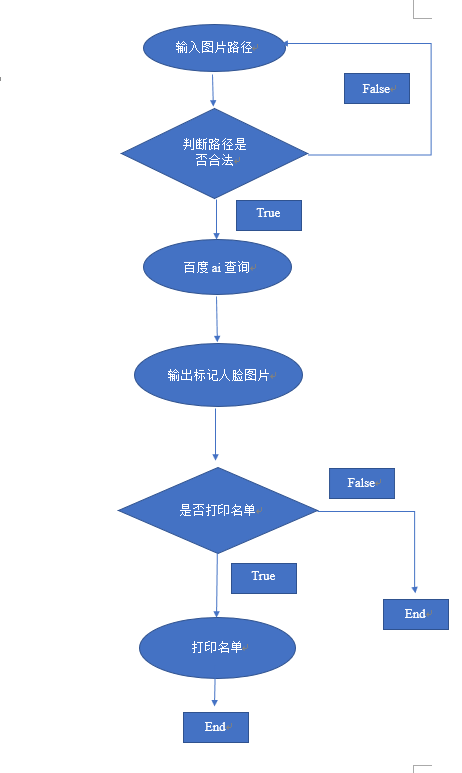 输入图片路径
False
判断路径是
否合法
True
百度 ai 查询
输出标记人脸图片
False
是否打印名单
True
End
打印名单
End